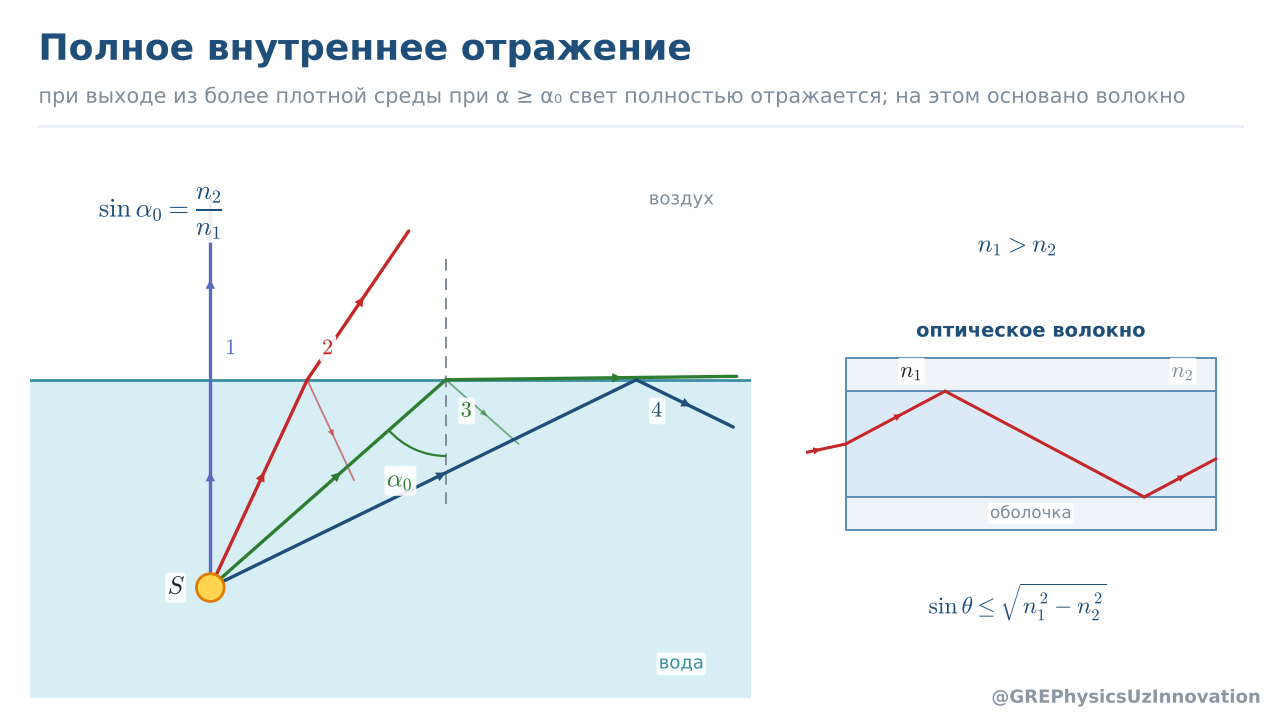 Полное внутреннее отражение
при выходе из более плотной среды при α ≥ α₀ свет полностью отражается; на этом основано волокно
sin α₀ = n₂/n₁
воздух
n₁ > n₂
1
2
оптическое волокно
n₁
n₂
3
4
α₀
оболочка
S
sin θ ≤ √(n₁² − n₂²)
вода
@GREPhysicsUzInnovation